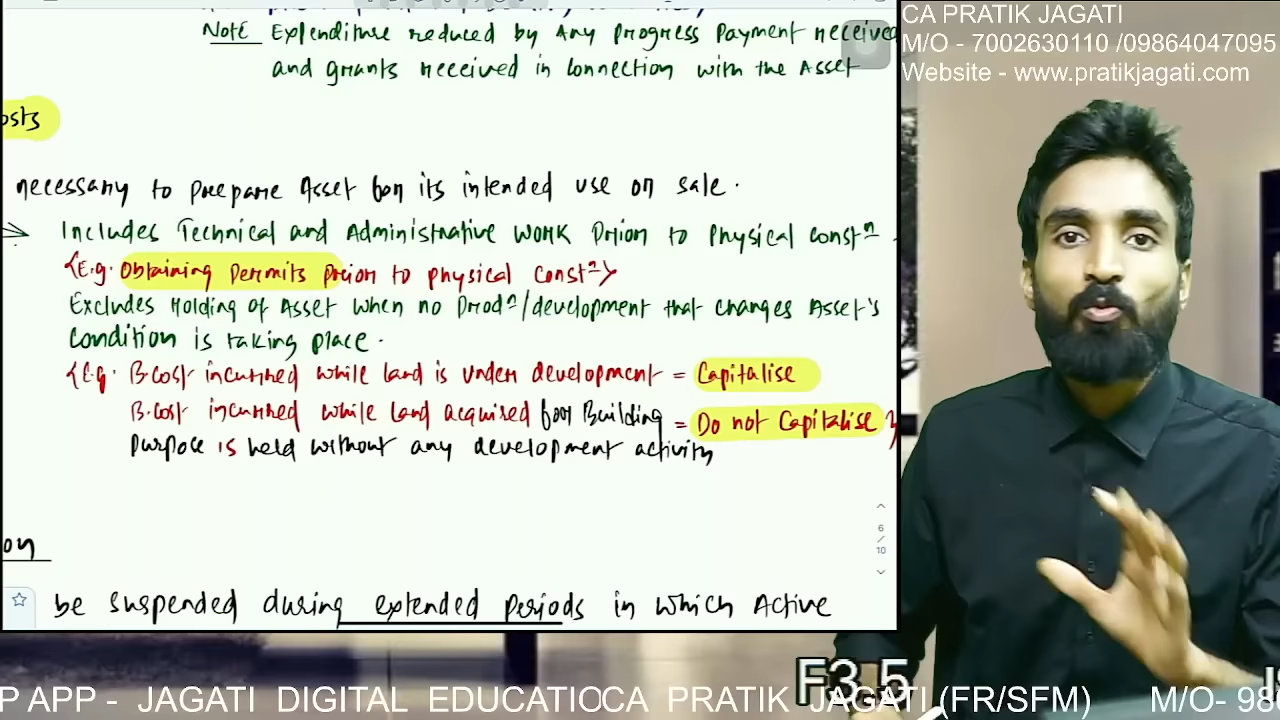 Note Expenditure reduced by Any Progress Payment receive
and grants received in Connection with the Asset
osts
necessary to prepare Asset for its intended use or sale.
Includes Technical and Administrative work Prior to Physical constⁿ.
{E.g. Obtaining permits prior to physical constⁿ}
Excludes Holding of Asset when no Prodⁿ/development that changes Asset's
condition is taking place.
{E.g. B.cost incurred while land is under development = Capitalise
B.cost incurred while land acquired for Building = Do not Capitalise }
Purpose is held without any development activity
6
/
10
on
be suspended during extended periods in which Active
CA PRATIK JAGATI
M/O - 7002630110 /09864047095
Website - www.pratikjagati.com
F3.5
P APP - JAGATI DIGITAL EDUCATIOCA PRATIK JAGATI (FR/SFM) M/O- 98